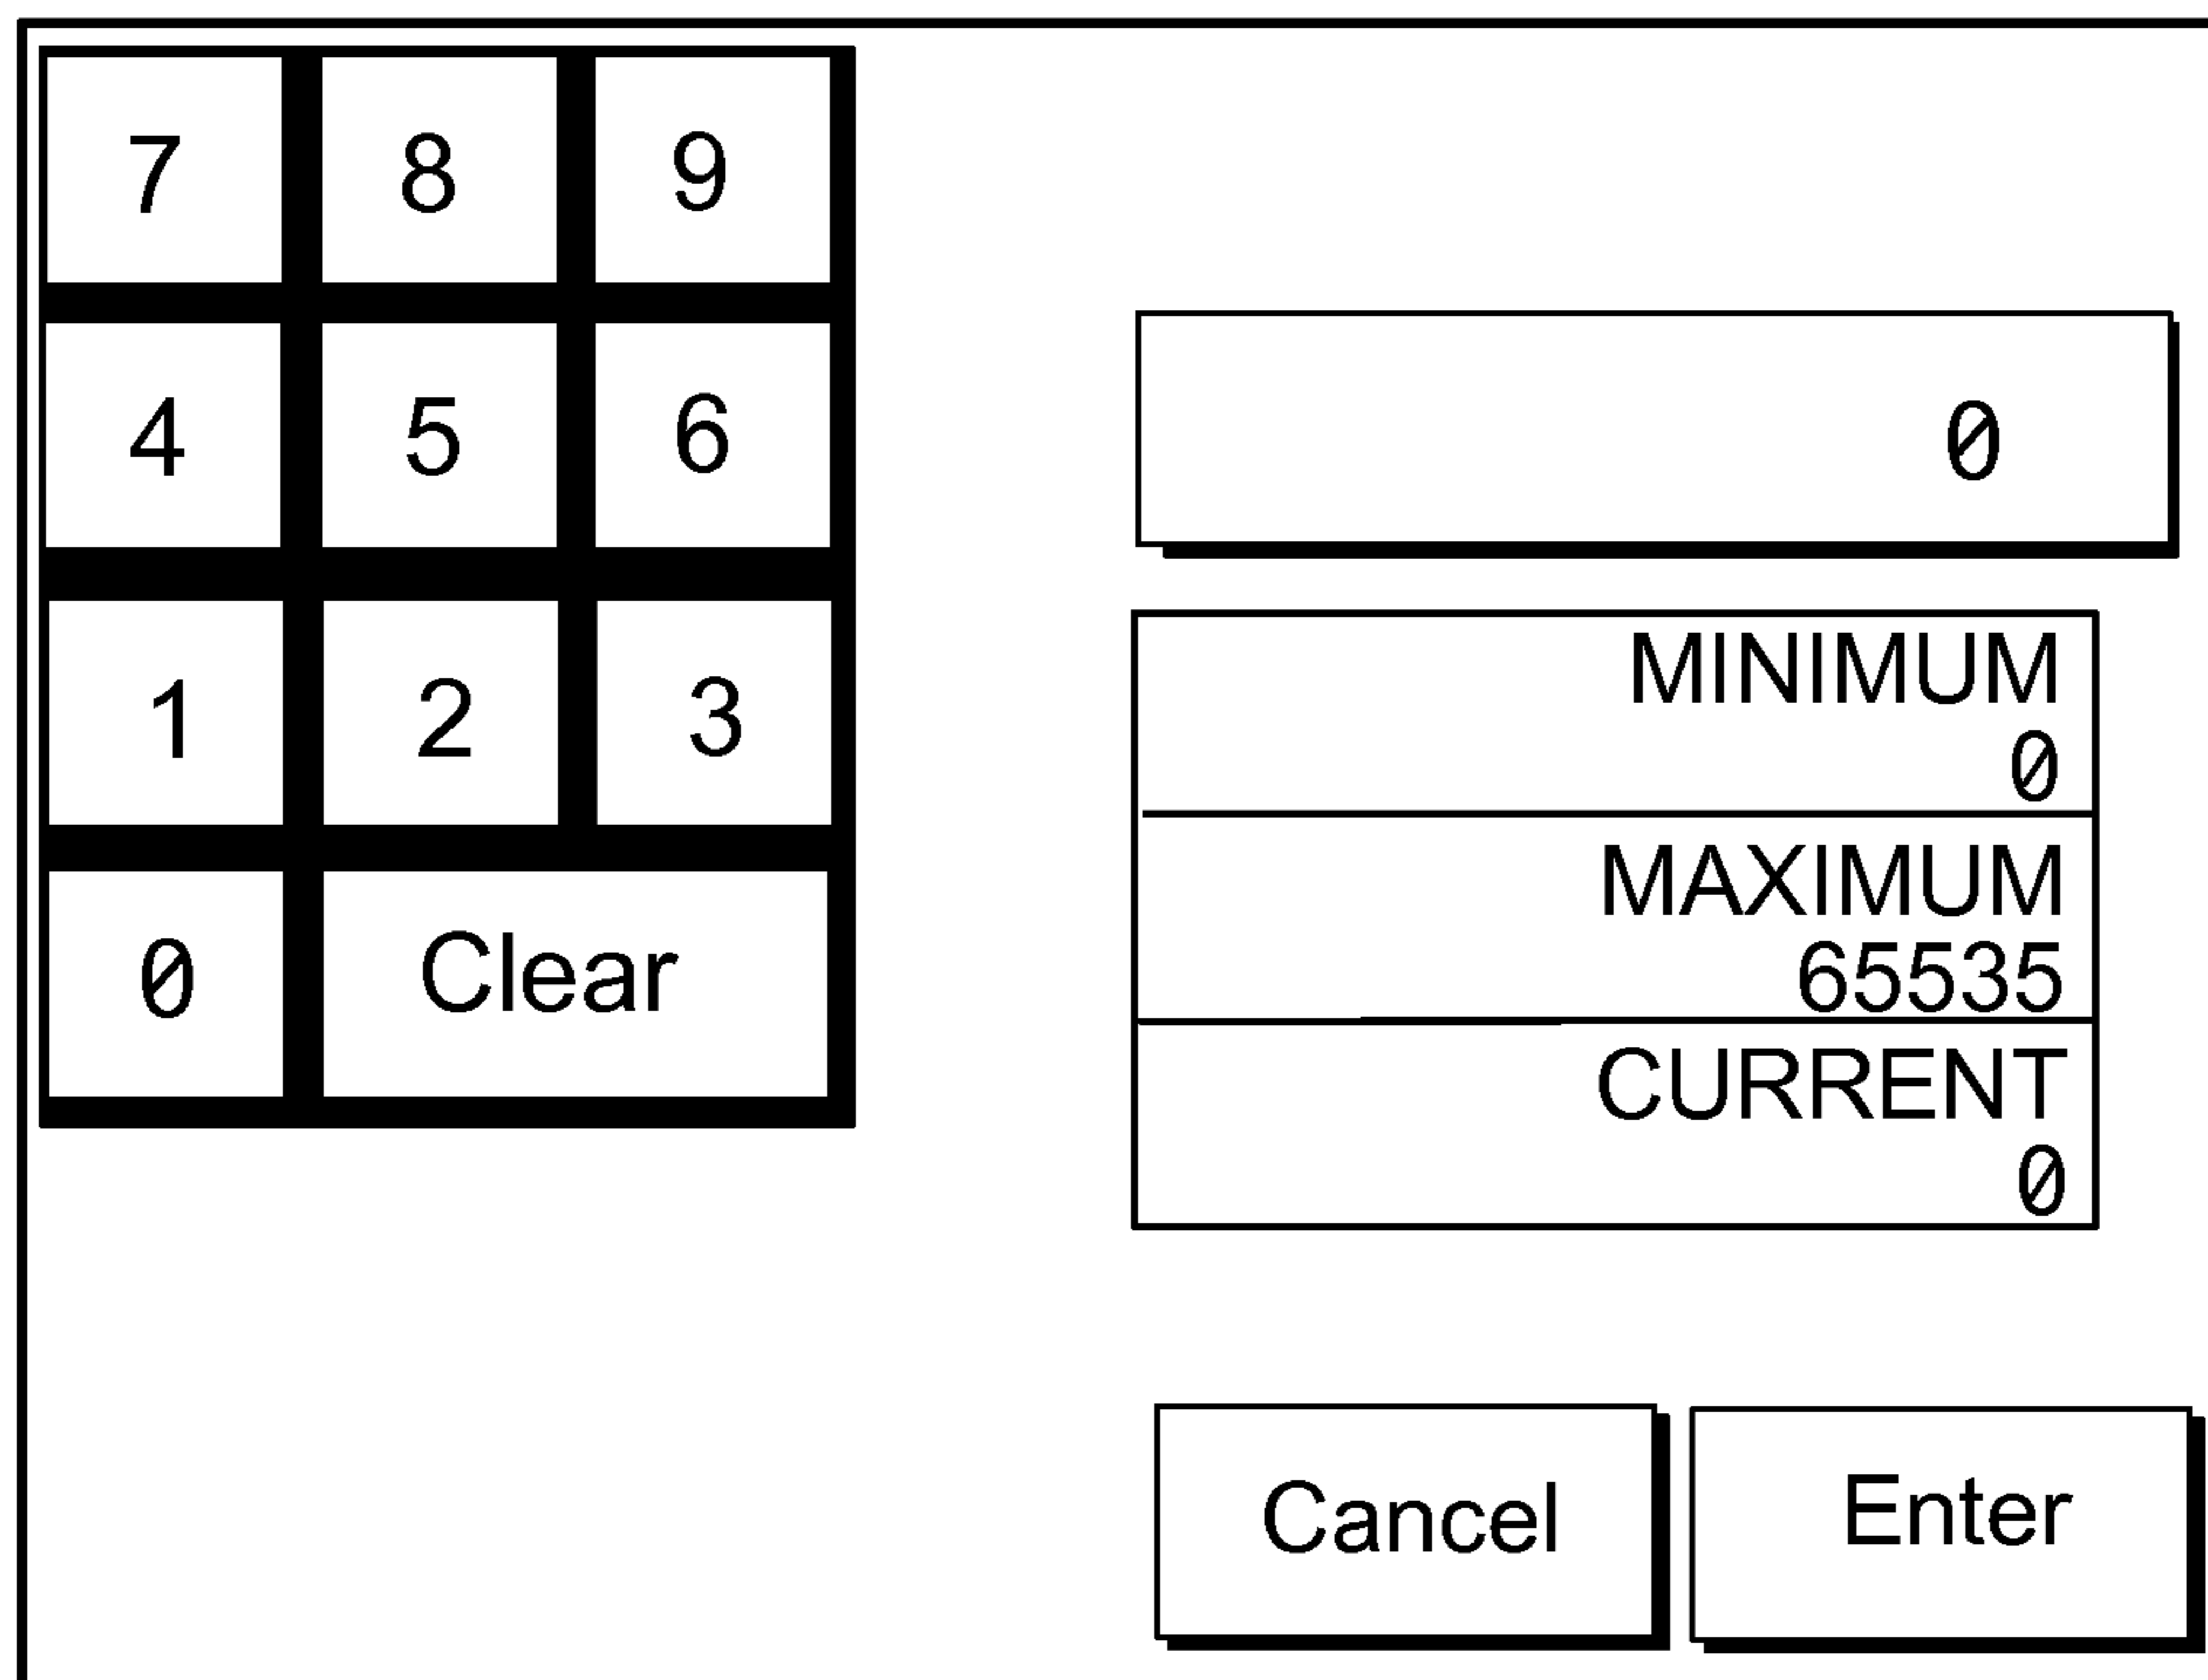 7 8 9
4 5 6
1 2 3
0 Clear
0
MINIMUM
0
MAXIMUM
65535
CURRENT
0
Cancel Enter